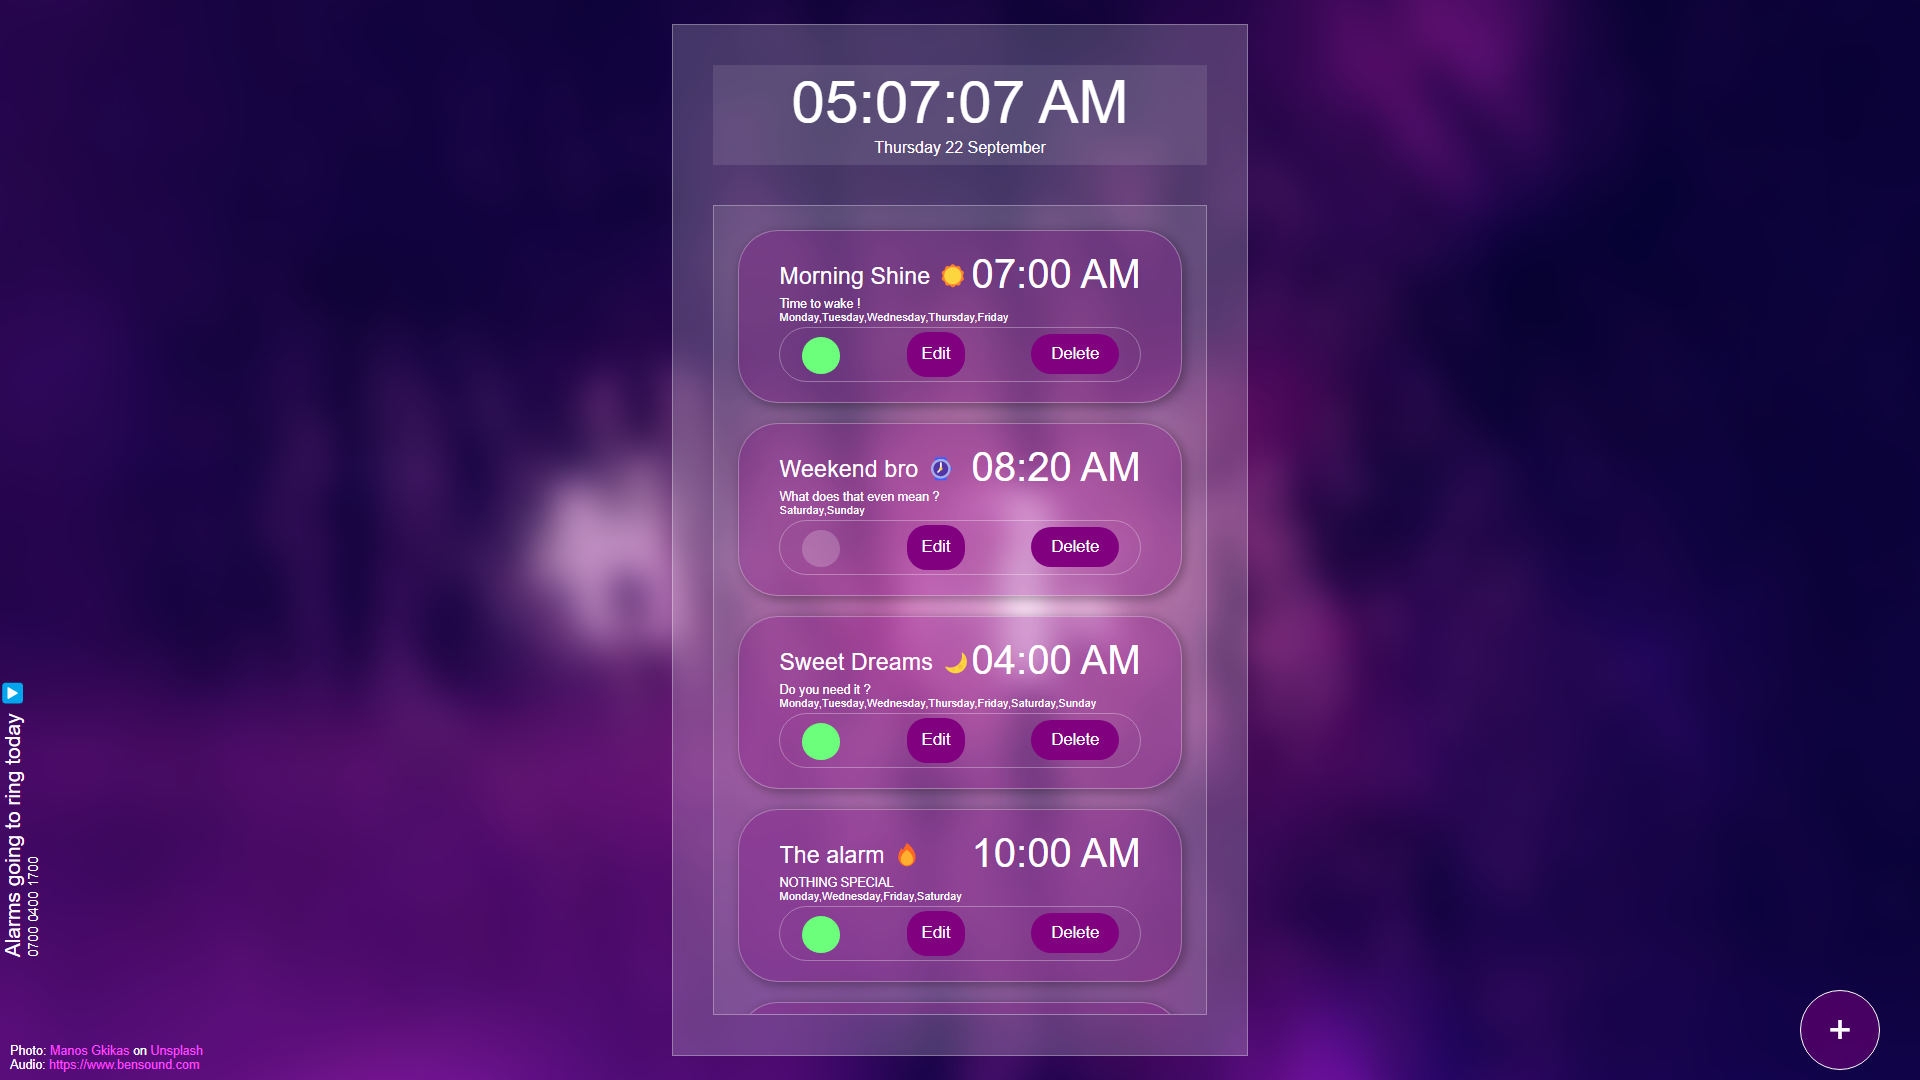 05:07:07 AM
Thursday 22 September
Morning Shine 07:00 AM
Time to wake !
Monday,Tuesday,Wednesday,Thursday,Friday
Edit Delete
Weekend bro 08:20 AM
What does that even mean ?
Saturday,Sunday
Edit Delete
Sweet Dreams 04:00 AM
Do you need it ?
Monday,Tuesday,Wednesday,Thursday,Friday,Saturday,Sunday
Edit Delete
The alarm 10:00 AM
NOTHING SPECIAL
Monday,Wednesday,Friday,Saturday
Edit Delete
Alarms going to ring today
0700 0400 1700
Photo: Manos Gkikas on Unsplash
Audio: https://www.bensound.com
+